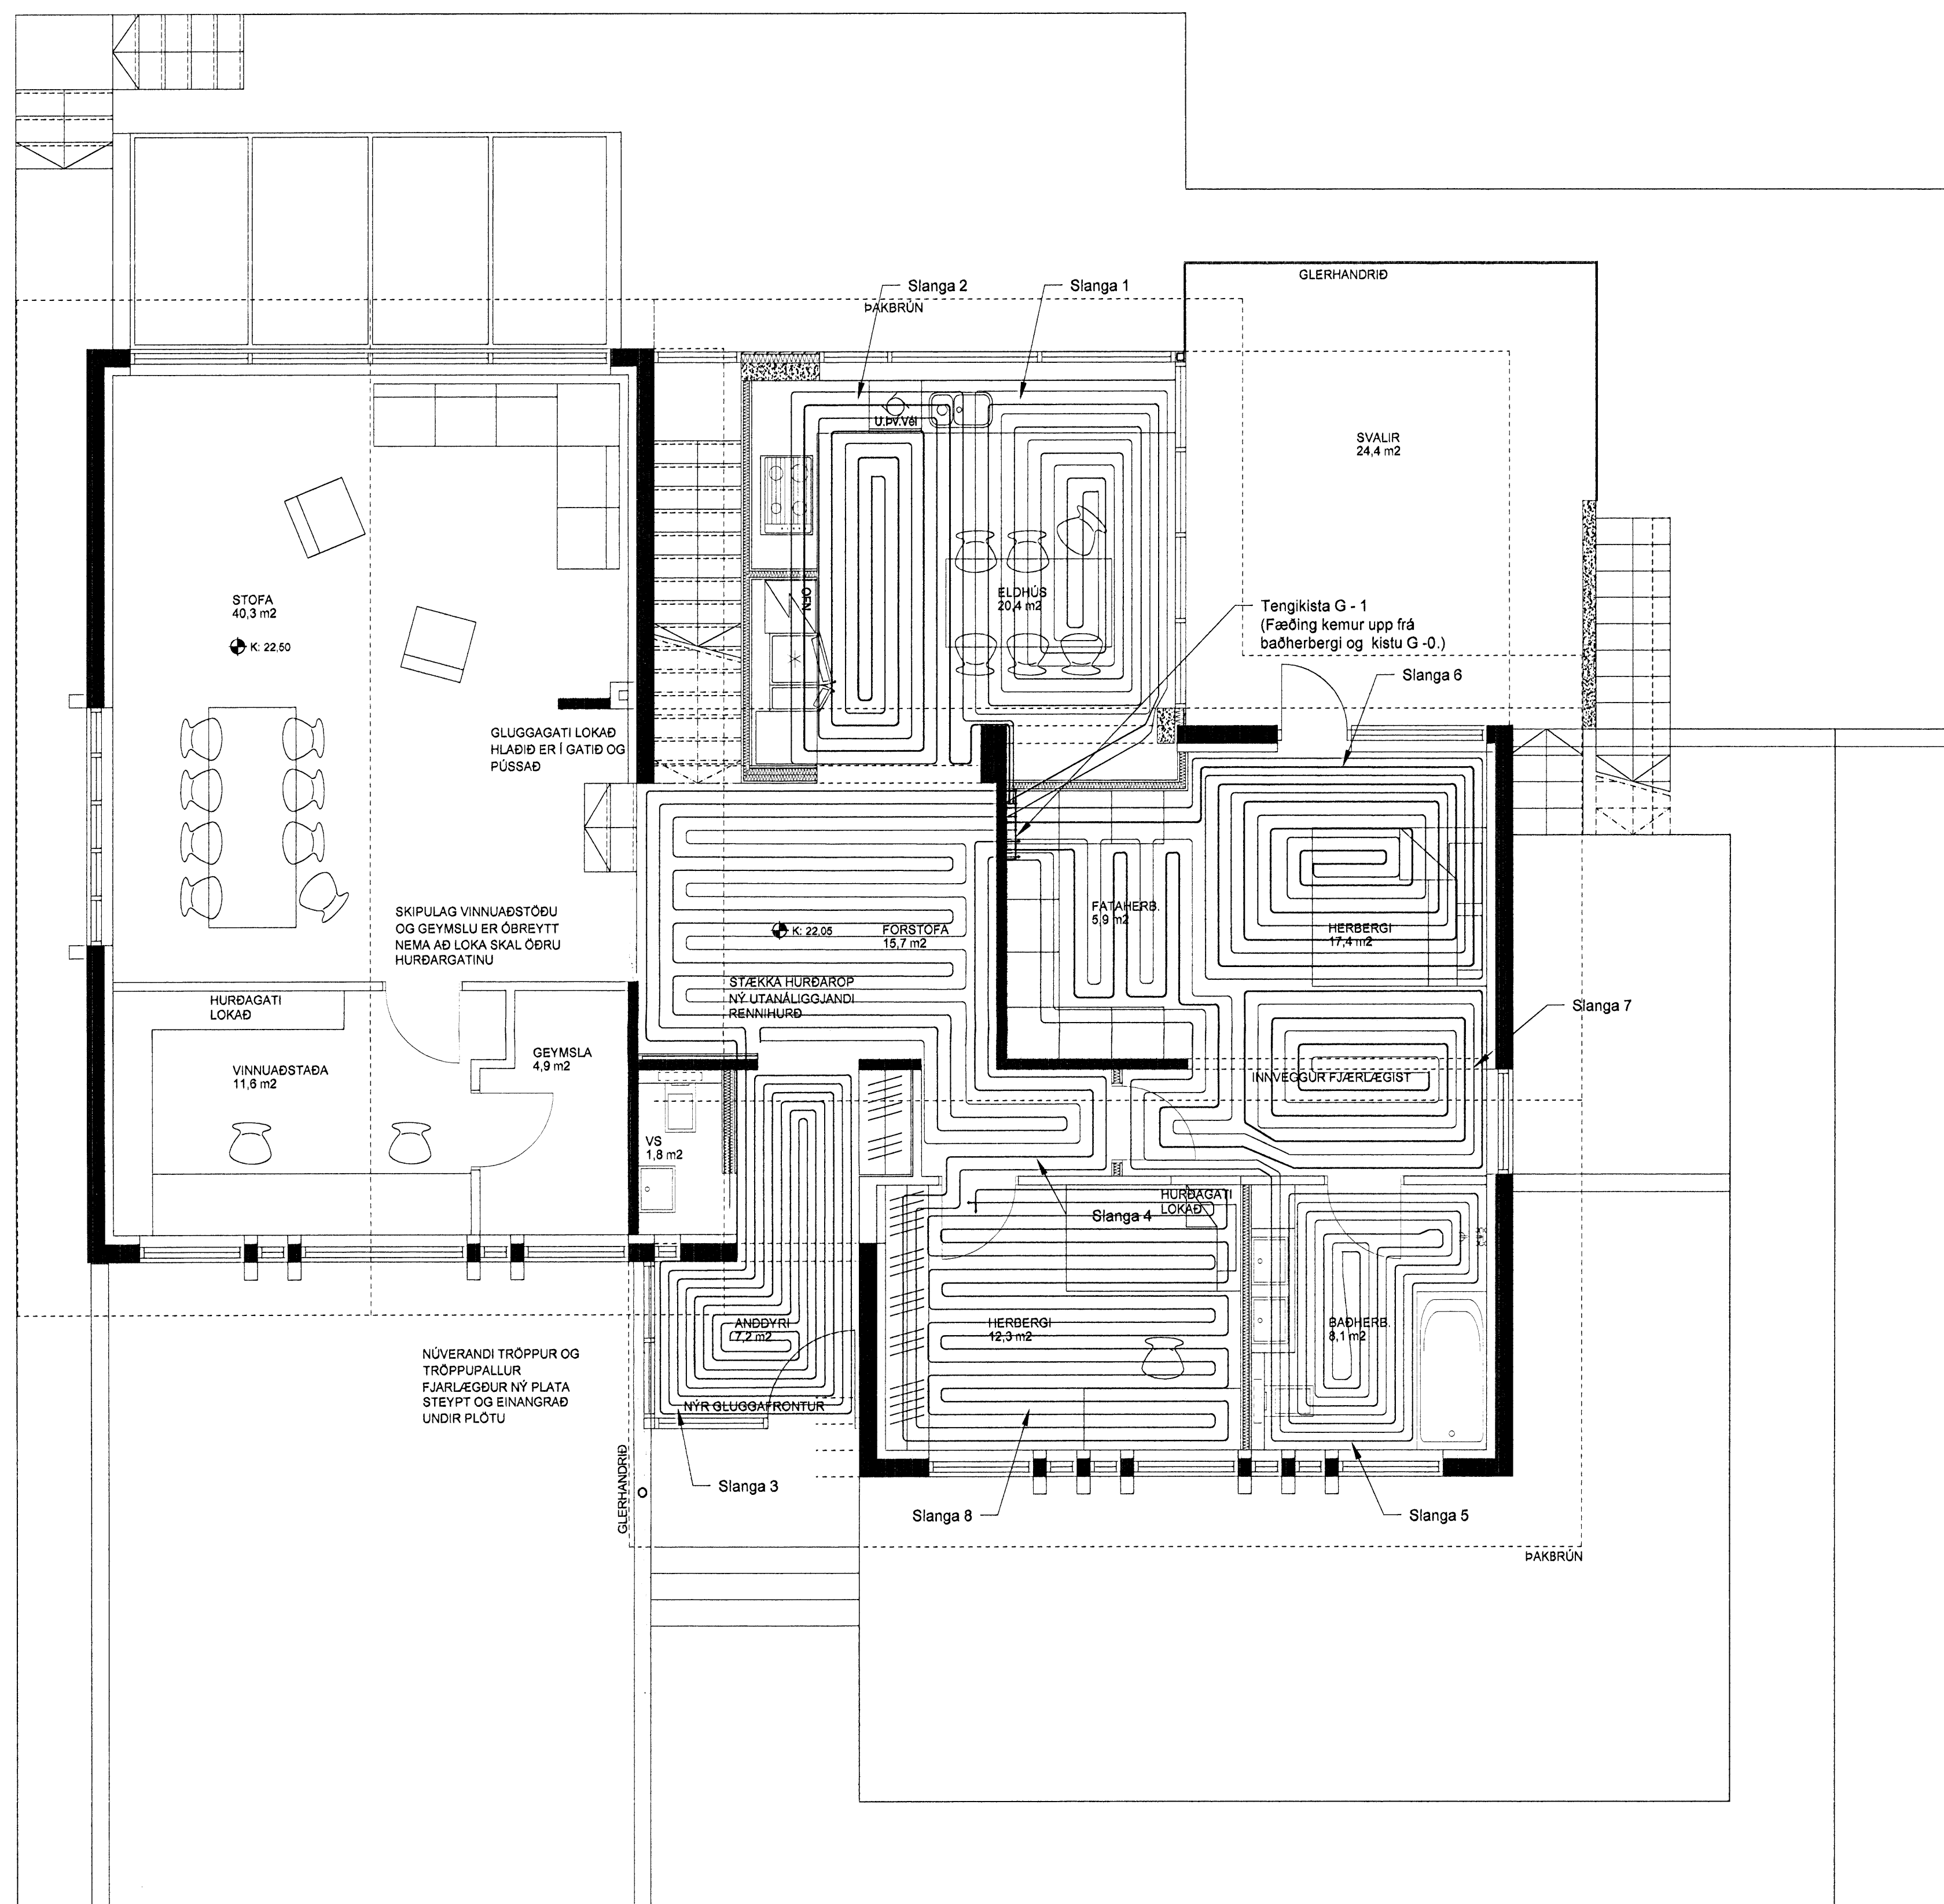 GLERHANDRIÐ
Slanga 2
Slanga 1
ÞAKBRÚN
U.ÞV.Vél
SVALIR
24,4 m2
STOFA
40,3 m2
K: 22,50
OFN
ELDHÚS
20,4 m2
Tengikista G - 1
(Fæðing kemur upp frá
baðherbergi og kistu G -0.)
Slanga 6
GLUGGAGATI LOKAÐ
HLAÐIÐ ER Í GATIÐ OG
PÚSSAÐ
SKIPULAG VINNUAÐSTÖÐU
OG GEYMSLU ER ÓBREYTT
NEMA AÐ LOKA SKAL ÖÐRU
HURÐARGATINU
K: 22,05
FORSTOFA
15,7 m2
FATAHERB.
5,9 m2
HERBERGI
17,4 m2
STÆKKA HURÐAROP
NÝ UTANÁLIGGJANDI
RENNIHURÐ
HURÐAGATI
LOKAÐ
Slanga 7
GEYMSLA
4,9 m2
VINNUAÐSTAÐA
11,6 m2
INNVEGGUR FJÆRLÆGIST
VS
1,8 m2
HURÐAGATI
LOKAÐ
Slanga 4
ANDDYRI
7,2 m2
HERBERGI
12,3 m2
BAÐHERB.
8,1 m2
NÚVERANDI TRÖPPUR OG
TRÖPPUPALLUR
FJARLÆGÐUR NÝ PLATA
STEYPT OG EINANGRAÐ
UNDIR PLÖTU
NÝR GLUGGAFRONTUR
GLERHANDRIÐ
Slanga 3
Slanga 8
Slanga 5
ÞAKBRÚN